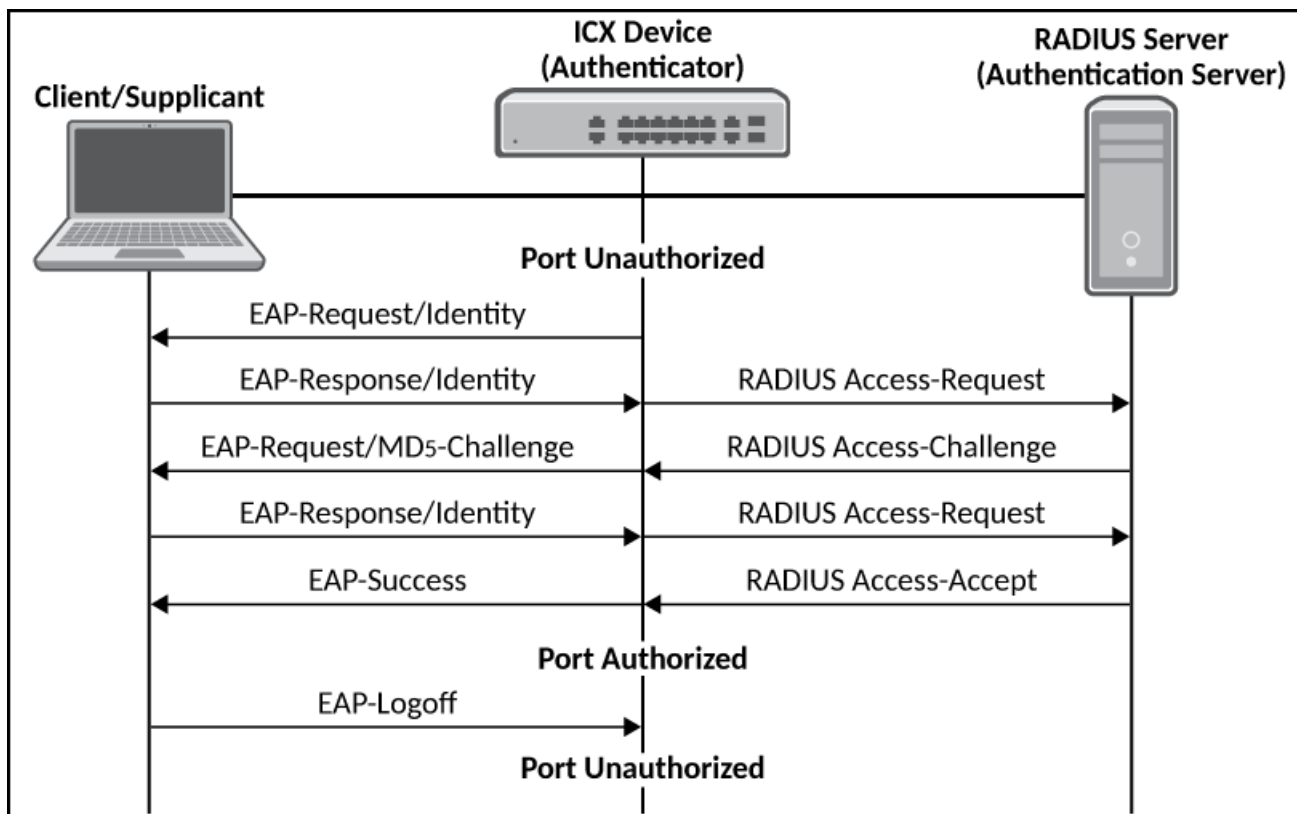 ICX Device
(Authenticator)
RADIUS Server
(Authentication Server)
Client/Supplicant
Port Unauthorized
EAP-Request/Identity
EAP-Response/Identity
RADIUS Access-Request
EAP-Request/MD5-Challenge
RADIUS Access-Challenge
EAP-Response/Identity
RADIUS Access-Request
EAP-Success
RADIUS Access-Accept
Port Authorized
EAP-Logoff
Port Unauthorized